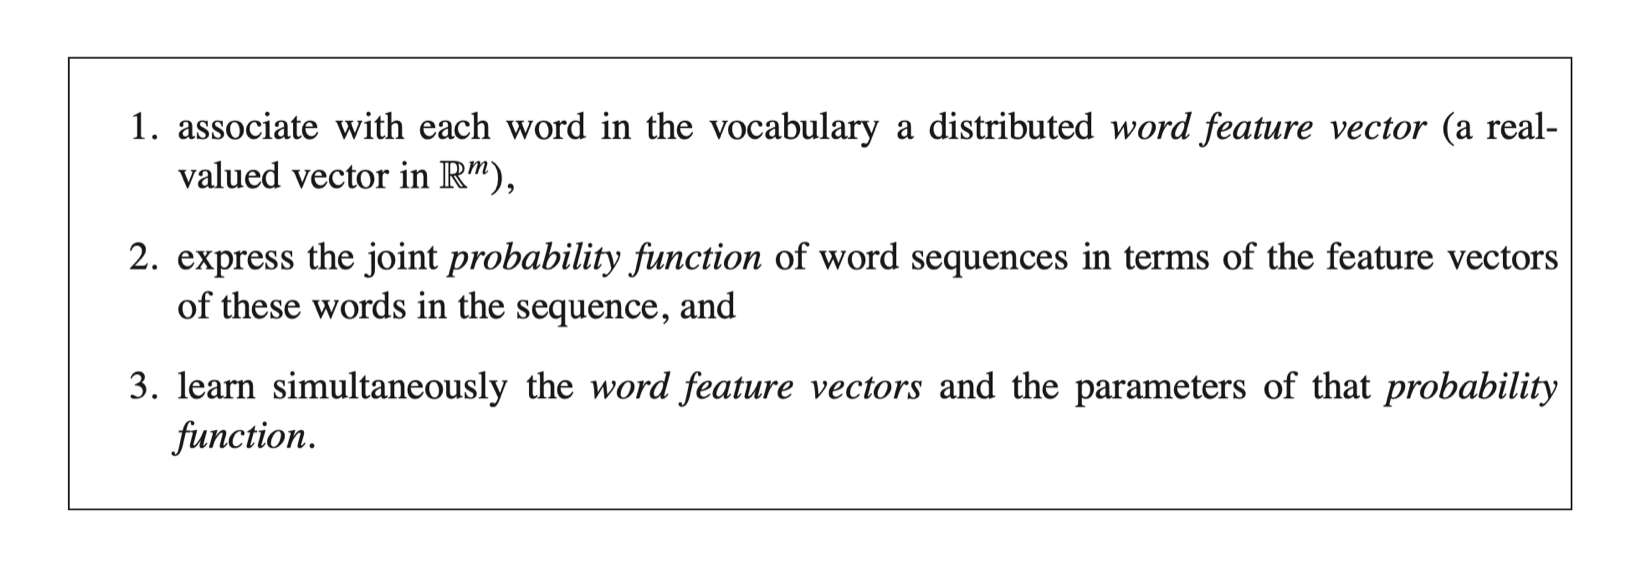 1. associate with each word in the vocabulary a distributed word feature vector (a real-
valued vector in ℝᵐ),
2. express the joint probability function of word sequences in terms of the feature vectors
of these words in the sequence, and
3. learn simultaneously the word feature vectors and the parameters of that probability
function.